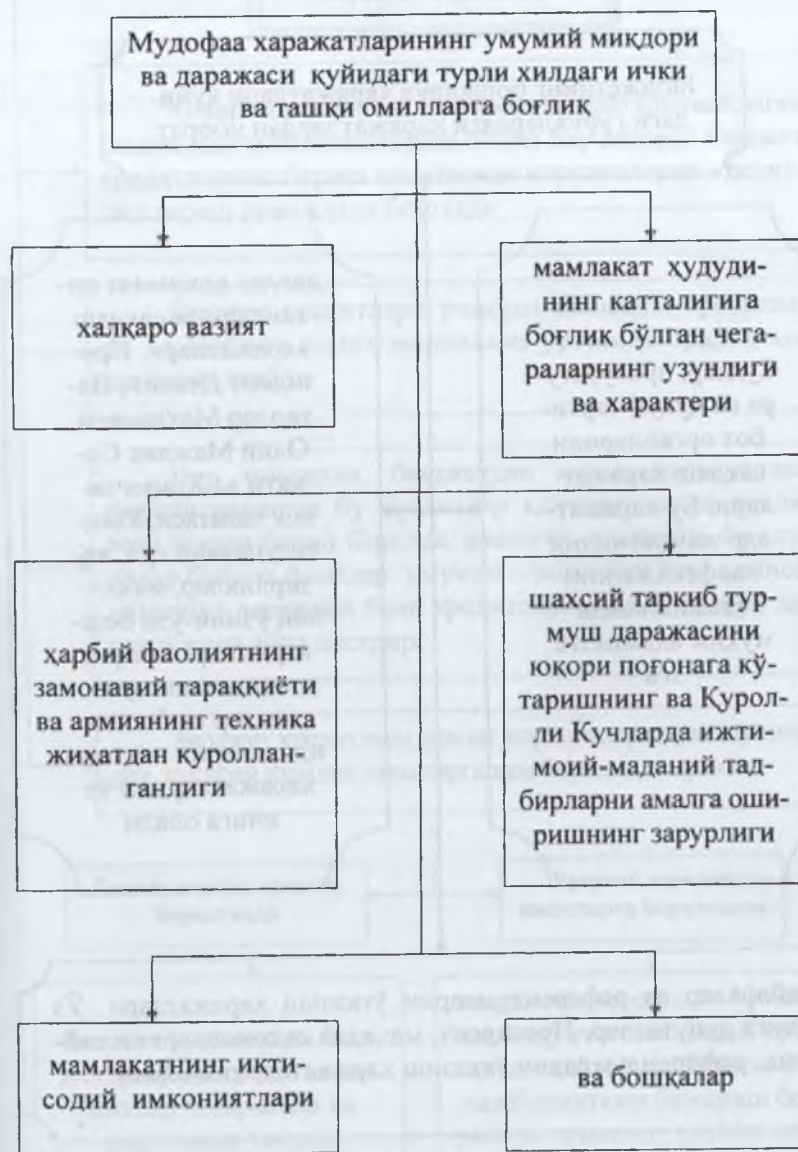 Мудофаа харажатларининг умумий миқдори
ва даражаси қуйидаги турли хилдаги ички
ва ташқи омилларга боғлиқ
халқаро вазият
мамлакат ҳудуди-
нинг катталигига
боғлиқ бўлган чега-
раларнинг узунлиги
ва характери
ҳарбий фаолиятнинг
замонавий тараққиёти
ва армиянинг техника
жиҳатдан қуролланг-
ганлиги
шахсий таркиб тур-
муш даражасини
юқори поғонага кў-
таришнинг ва Қурол-
ли Кучларда ижти-
моий-маданий тад-
бирларни амалга оши-
ришнинг зарурлиги
мамлакатнинг иқти-
содий имкониятлари
ва бошқалар